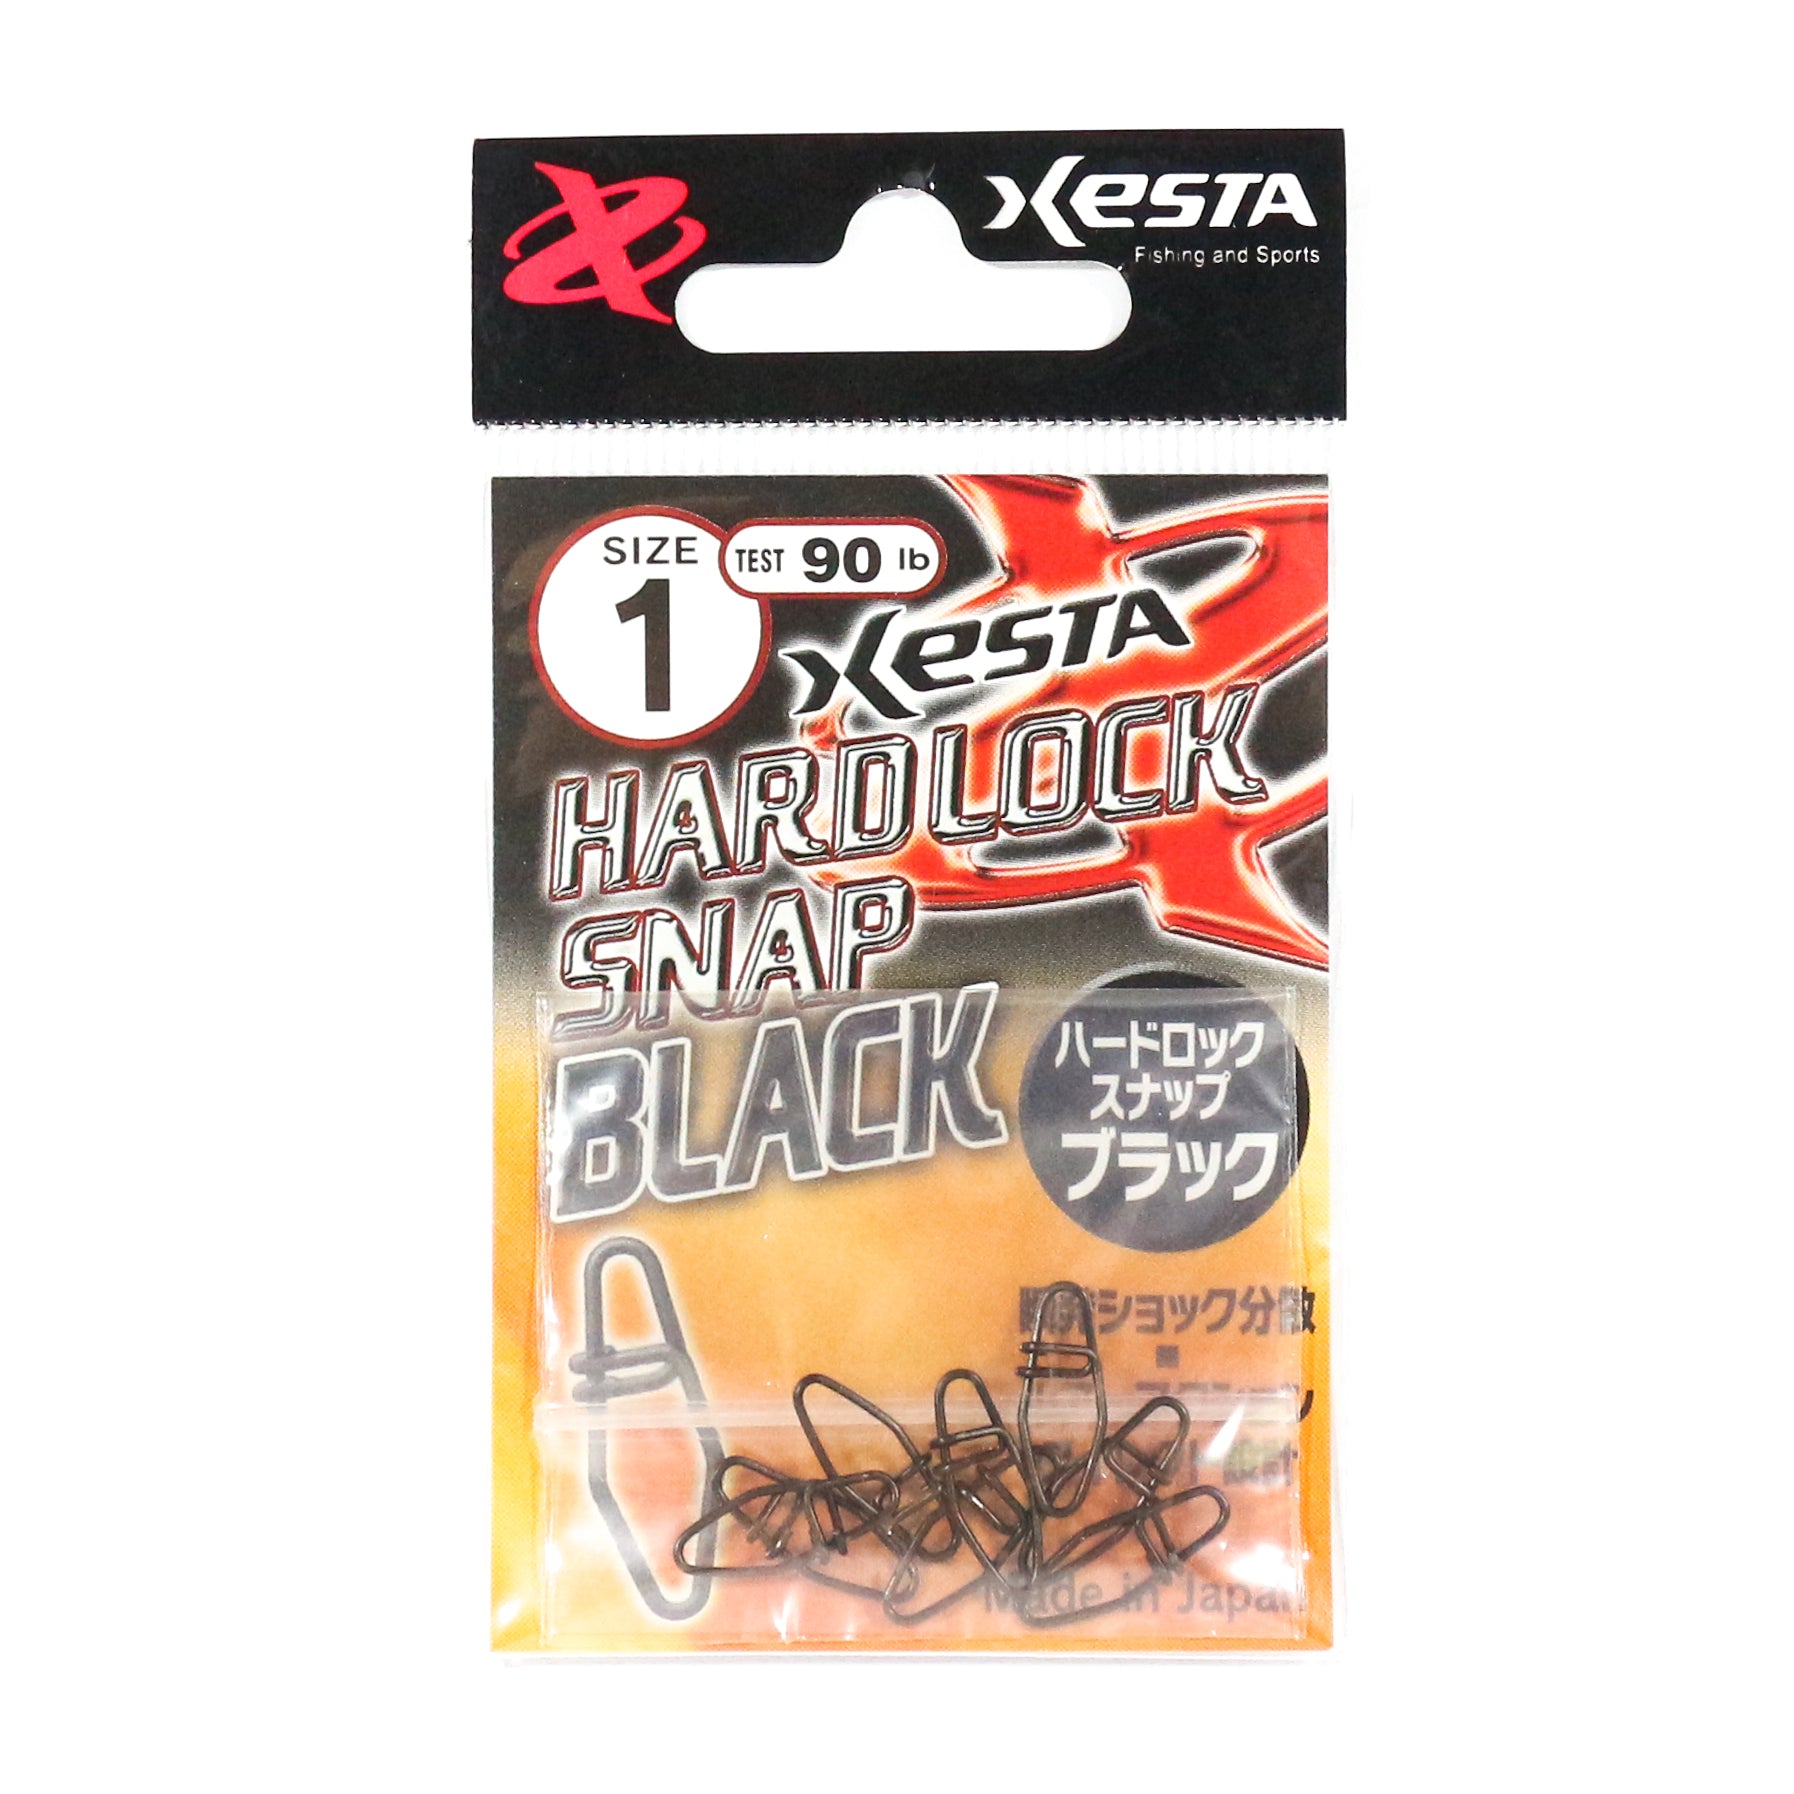 XESTA
Fishing and Sports
SIZE
1
TEST 90 lb
XESTA
HARD LOCK
SNAP
BLACK
ハードロック
スナップ
ブラック
ショック分散
Made in Japan